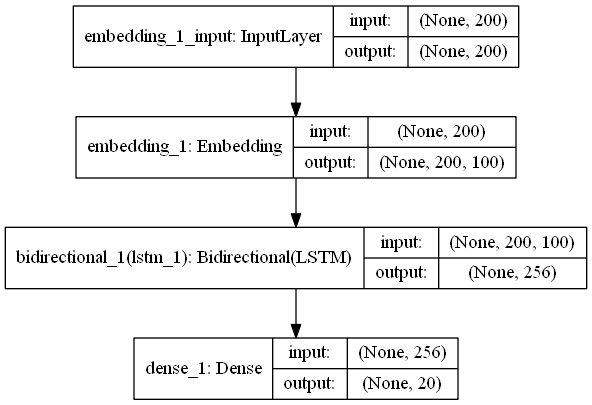 embedding_1_input: InputLayer
input: (None, 200)
output: (None, 200)
embedding_1: Embedding
input: (None, 200)
output: (None, 200, 100)
bidirectional_1(lstm_1): Bidirectional(LSTM)
input: (None, 200, 100)
output: (None, 256)
dense_1: Dense
input: (None, 256)
output: (None, 20)